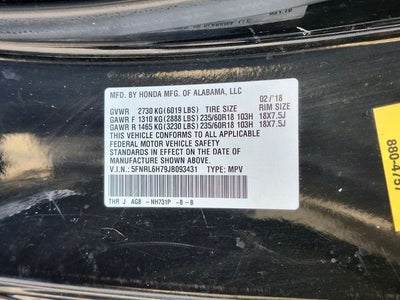 MFD. BY HONDA MFG. OF ALABAMA, LLC
02/'18
GVWR 2730 KG (6019 LBS) TIRE SIZE RIM SIZE
GAWR F 1310 KG (2888 LBS) 235/60R18 103H 18X7.5J
GAWR R 1465 KG (3230 LBS) 235/60R18 103H 18X7.5J
THIS VEHICLE CONFORMS TO ALL APPLICABLE
FEDERAL MOTOR VEHICLE SAFETY
STANDARDS IN EFFECT ON THE DATE OF
MANUFACTURE SHOWN ABOVE.
V.I.N.: 5FNRL6H79JB093431 TYPE: MPV
THR J AG8 -NH731P -B -B
880-4757